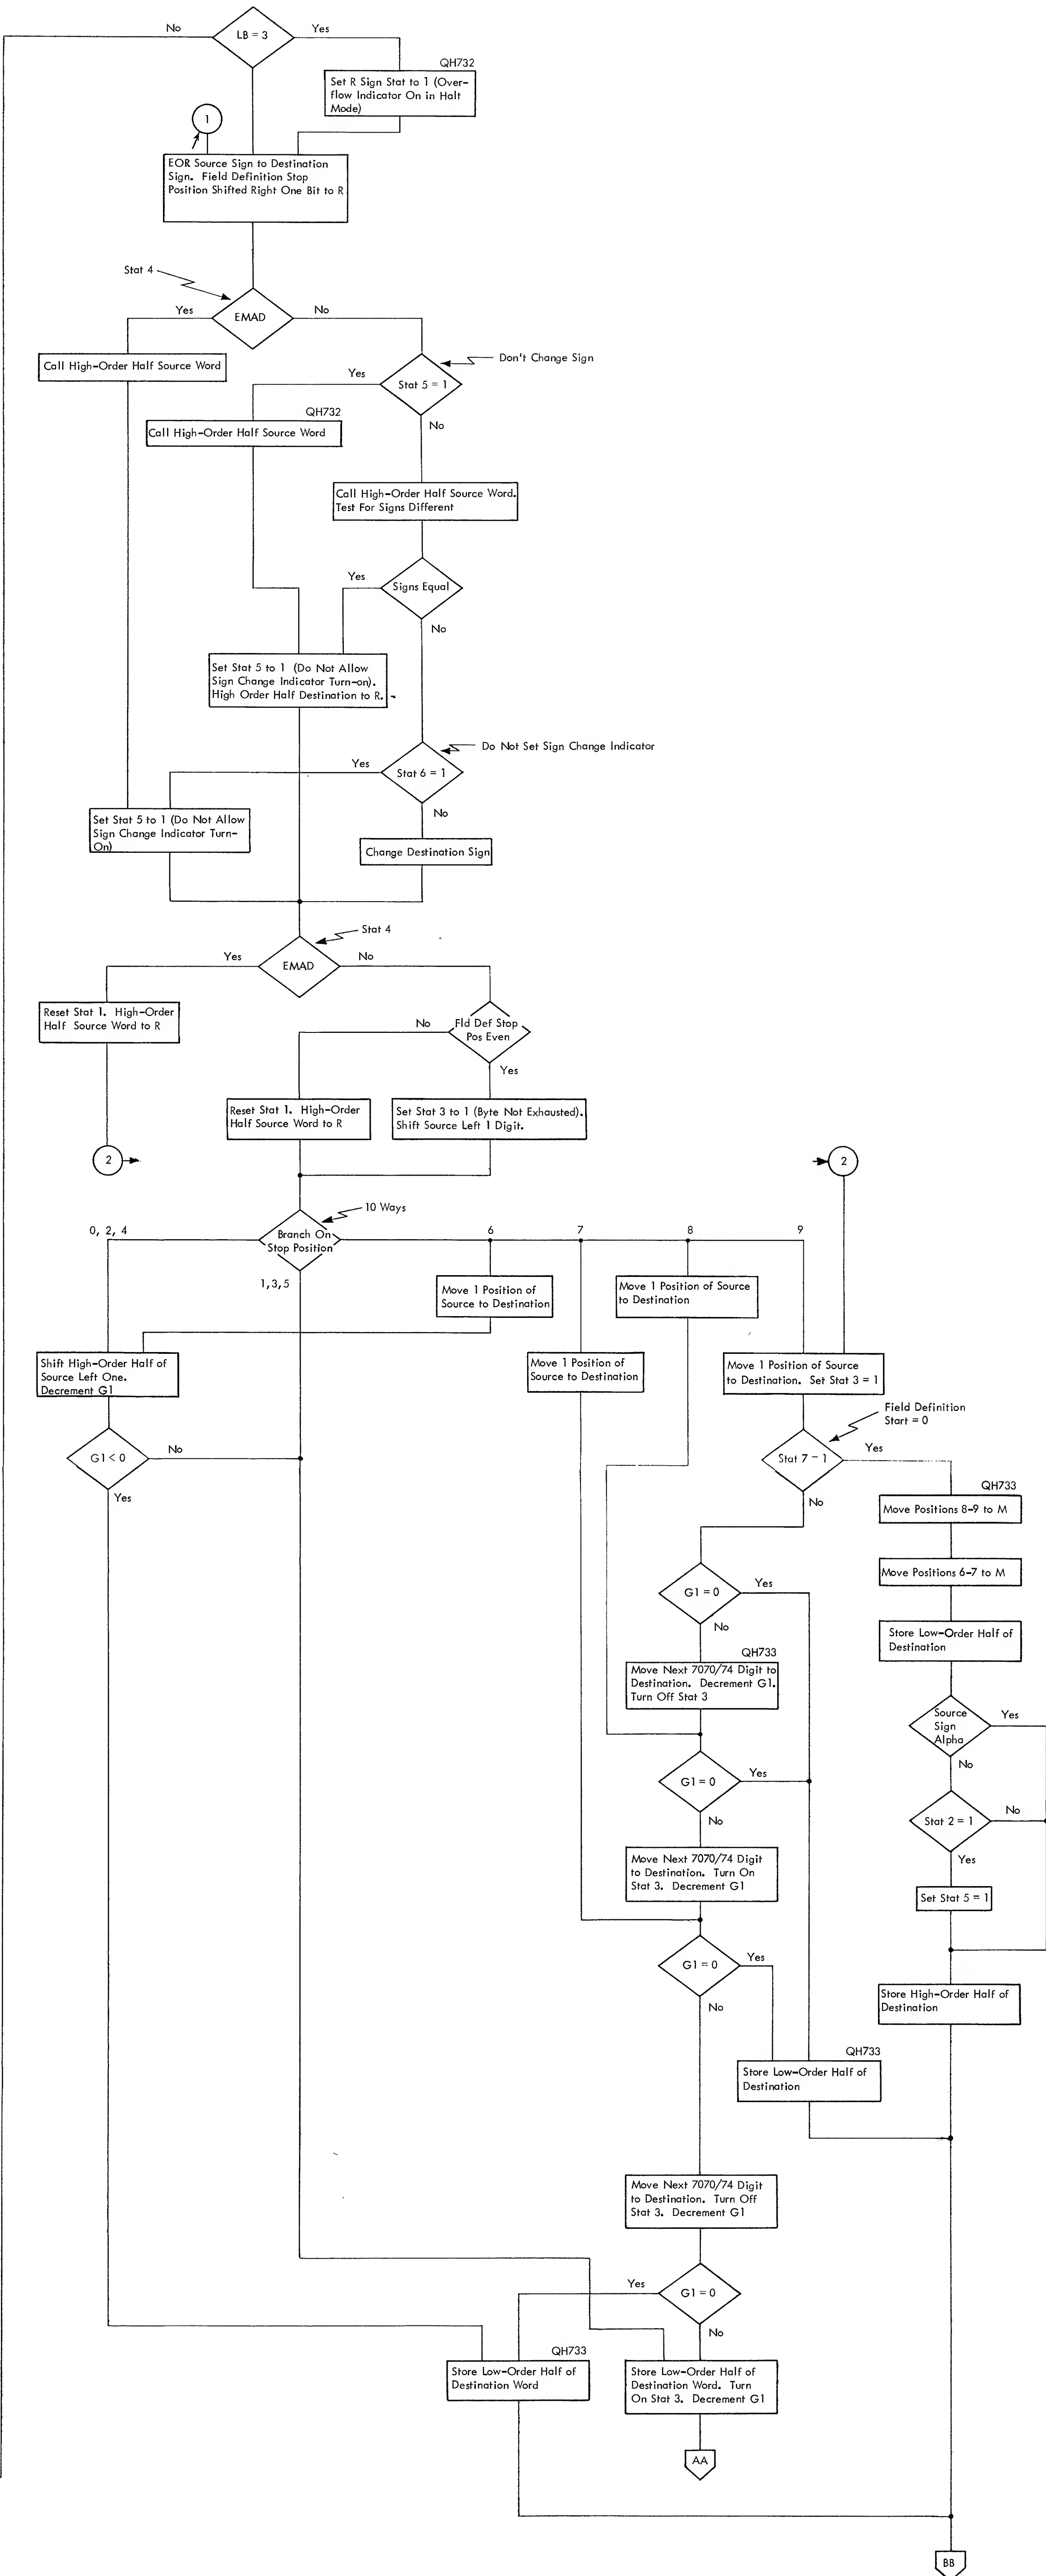 No
LB = 3
Yes
QH732
Set R Sign Stat to 1 (Over-
flow Indicator On in Halt
Mode)
1
EOR Source Sign to Destination
Sign. Field Definition Stop
Position Shifted Right One Bit to R
Stat 4
Yes
EMAD
No
Call High-Order Half Source Word
Don't Change Sign
Yes
Stat 5 = 1
No
QH732
Call High-Order Half Source Word
Call High-Order Half Source Word.
Test For Signs Different
Yes
Signs Equal
No
Set Stat 5 to 1 (Do Not Allow
Sign Change Indicator Turn-on).
High Order Half Destination to R.
Do Not Set Sign Change Indicator
Yes
Stat 6 = 1
No
Set Stat 5 to 1 (Do Not Allow
Sign Change Indicator Turn-
On)
Change Destination Sign
Stat 4
Yes
EMAD
No
Reset Stat 1. High-Order
Half Source Word to R
No
Fld Def Stop
Pos Even
Yes
Reset Stat 1. High-Order
Half Source Word to R
Set Stat 3 to 1 (Byte Not Exhausted).
Shift Source Left 1 Digit.
2
2
10 Ways
0, 2, 4
Branch On
Stop Position
1,3,5
6
7
8
9
Move 1 Position of
Source to Destination
Move 1 Position of Source
to Destination
Shift High-Order Half of
Source Left One.
Decrement G1
Move 1 Position of
Source to Destination
Move 1 Position of Source
to Destination. Set Stat 3 = 1
Field Definition
Start = 0
G1 < 0
No
Yes
Stat 7 = 1
Yes
No
QH733
Move Positions 8-9 to M
Move Positions 6-7 to M
G1 = 0
Yes
No
Store Low-Order Half of
Destination
QH733
Move Next 7070/74 Digit to
Destination. Decrement G1.
Turn Off Stat 3
Source
Sign
Alpha
Yes
No
G1 = 0
Yes
No
Stat 2 = 1
No
Yes
Move Next 7070/74 Digit
to Destination. Turn On
Stat 3. Decrement G1
Set Stat 5 = 1
G1 = 0
Yes
No
Store High-Order Half of
Destination
QH733
Store Low-Order Half of
Destination
Move Next 7070/74 Digit
to Destination. Turn Off
Stat 3. Decrement G1
Yes
G1 = 0
No
QH733
Store Low-Order Half of
Destination Word
Store Low-Order Half of
Destination Word. Turn
On Stat 3. Decrement G1
AA
BB